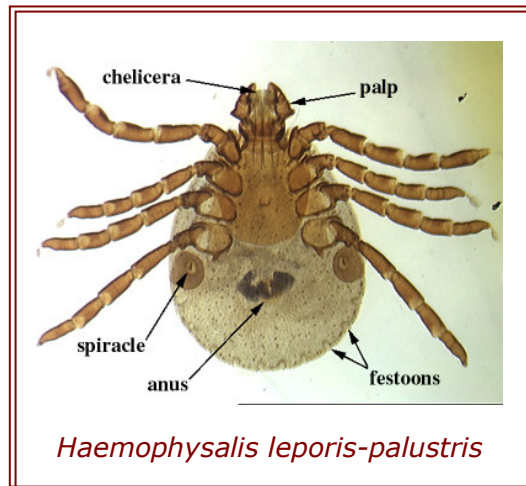 chelicera
palp
spiracle
anus
festoons
Haemophysalis leporis-palustris